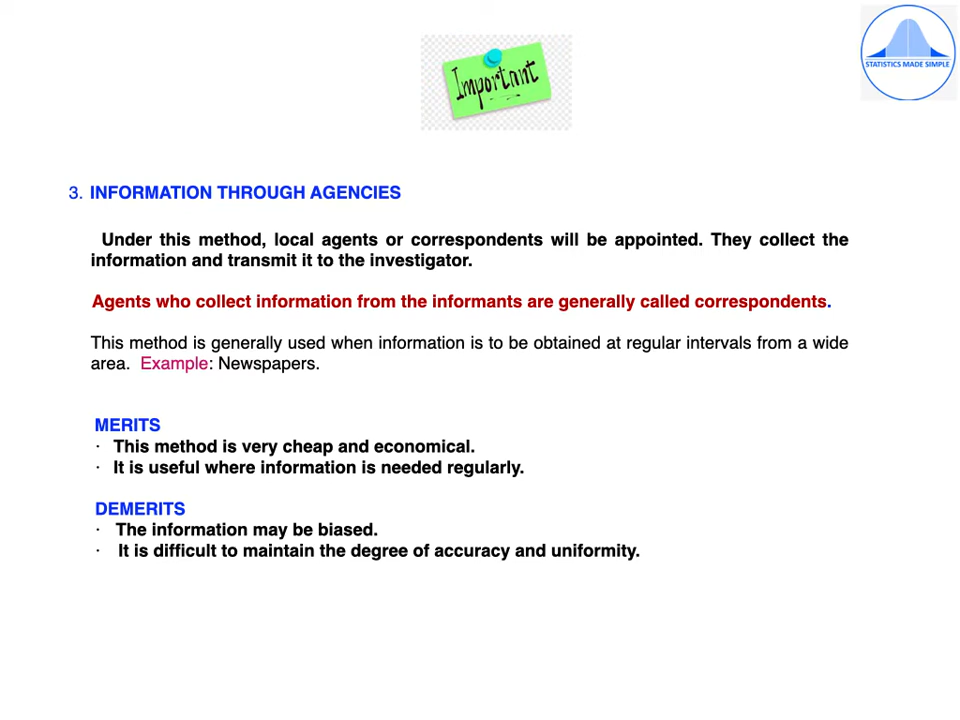 Important
STATISTICS MADE SIMPLE
3. INFORMATION THROUGH AGENCIES
Under this method, local agents or correspondents will be appointed. They collect the
information and transmit it to the investigator.
Agents who collect information from the informants are generally called correspondents.
This method is generally used when information is to be obtained at regular intervals from a wide
area. Example: Newspapers.
MERITS
· This method is very cheap and economical.
· It is useful where information is needed regularly.
DEMERITS
· The information may be biased.
· It is difficult to maintain the degree of accuracy and uniformity.